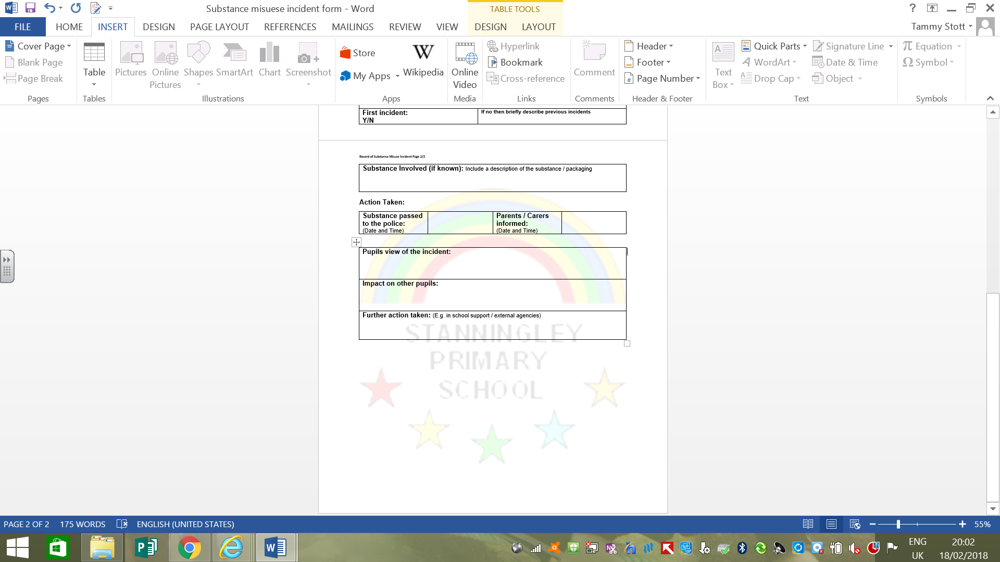 Substance misuese incident form - Word
TABLE TOOLS
FILE HOME INSERT DESIGN PAGE LAYOUT REFERENCES MAILINGS REVIEW VIEW DESIGN LAYOUT
Tammy Stott
Cover Page
Blank Page
Page Break
Pages
Table
Tables
Pictures
Online
Pictures
Shapes
SmartArt
Chart
Screenshot
Illustrations
Store
My Apps
Wikipedia
Apps
Online
Video
Media
Hyperlink
Bookmark
Cross-reference
Links
Comment
Comments
Header
Footer
Page Number
Header & Footer
Text
Box
Quick Parts
WordArt
Drop Cap
Signature Line
Date & Time
Object
Text
Equation
Symbol
Symbols
First incident:
Y/N
If no then briefly describe previous incidents
Record of Substance Misuse Incident Page 2/2
Substance Involved (if known): Include a description of the substance / packaging
Action Taken:
Substance passed
to the police:
(Date and Time)
Parents / Carers
informed:
(Date and Time)
Pupils view of the incident:
Impact on other pupils:
Further action taken: (E.g. in school support / external agencies)
STANNINGLEY
PRIMARY
SCHOOL
PAGE 2 OF 2 175 WORDS ENGLISH (UNITED STATES)
55%
ENG
UK
20:02
18/02/2018